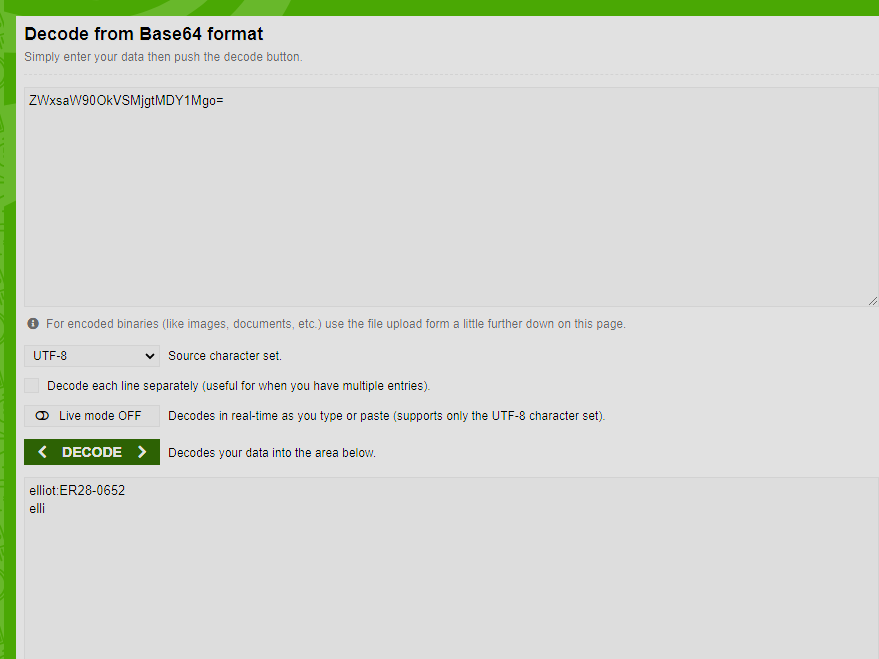 Decode from Base64 format
Simply enter your data then push the decode button.
ZWxsaW90OkVSMjgtMDY1Mgo=
For encoded binaries (like images, documents, etc.) use the file upload form a little further down on this page.
UTF-8 Source character set.
Decode each line separately (useful for when you have multiple entries).
Live mode OFF Decodes in real-time as you type or paste (supports only the UTF-8 character set).
< DECODE > Decodes your data into the area below.
elliot:ER28-0652
elli